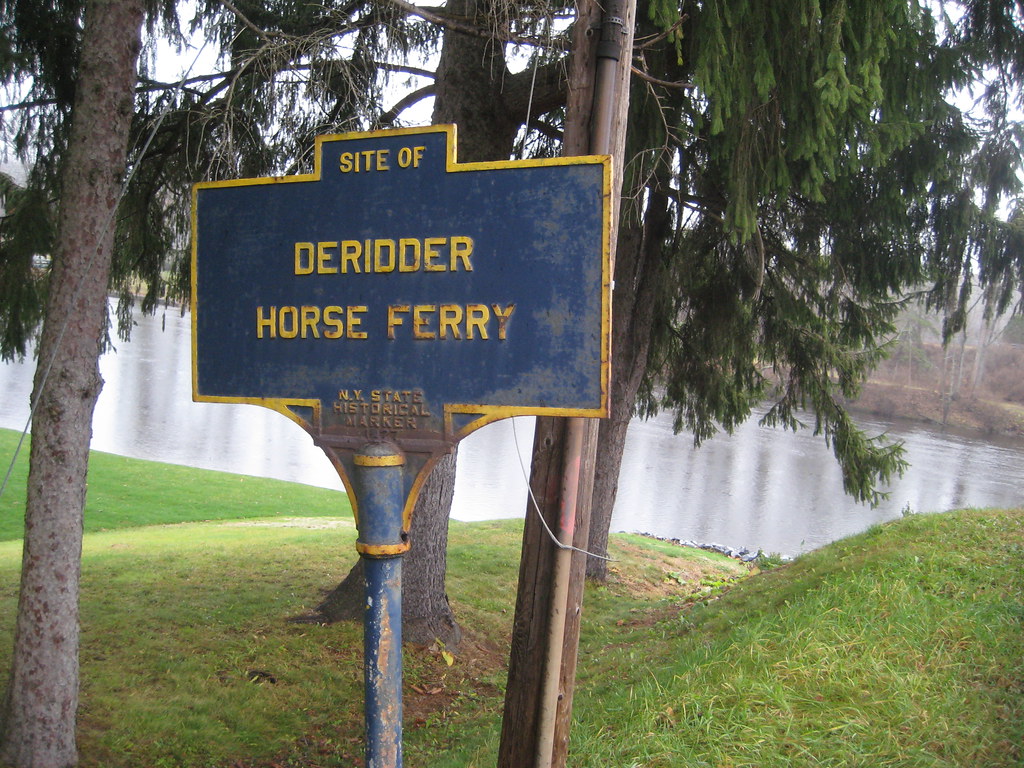 SITE OF
DERIDDER
HORSE FERRY
N.Y. STATE
HISTORICAL
MARKER